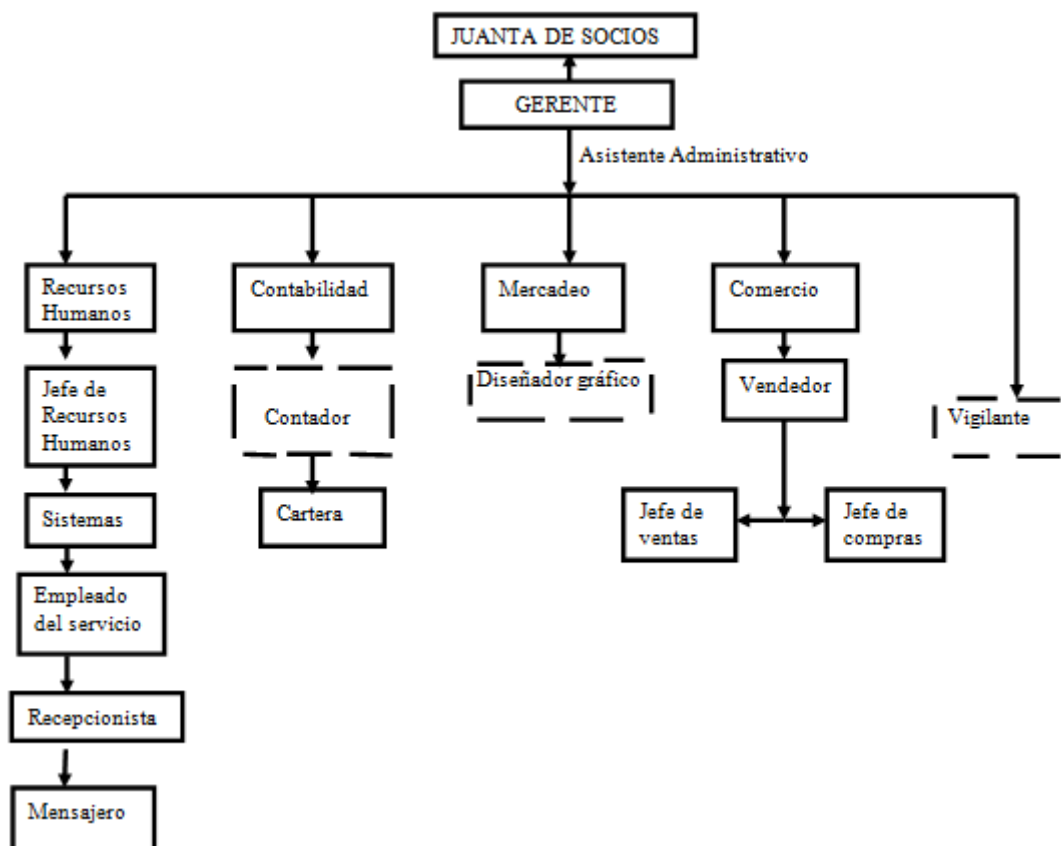 JUANTA DE SOCIOS
GERENTE
Asistente Administrativo
Recursos
Humanos
Contabilidad
Mercadeo
Comercio
Jefe de
Recursos
Humanos
Contador
Diseñador gráfico
Vendedor
Vigilante
Sistemas
Cartera
Jefe de
ventas
Jefe de
compras
Empleado
del servicio
Recepcionista
Mensajero